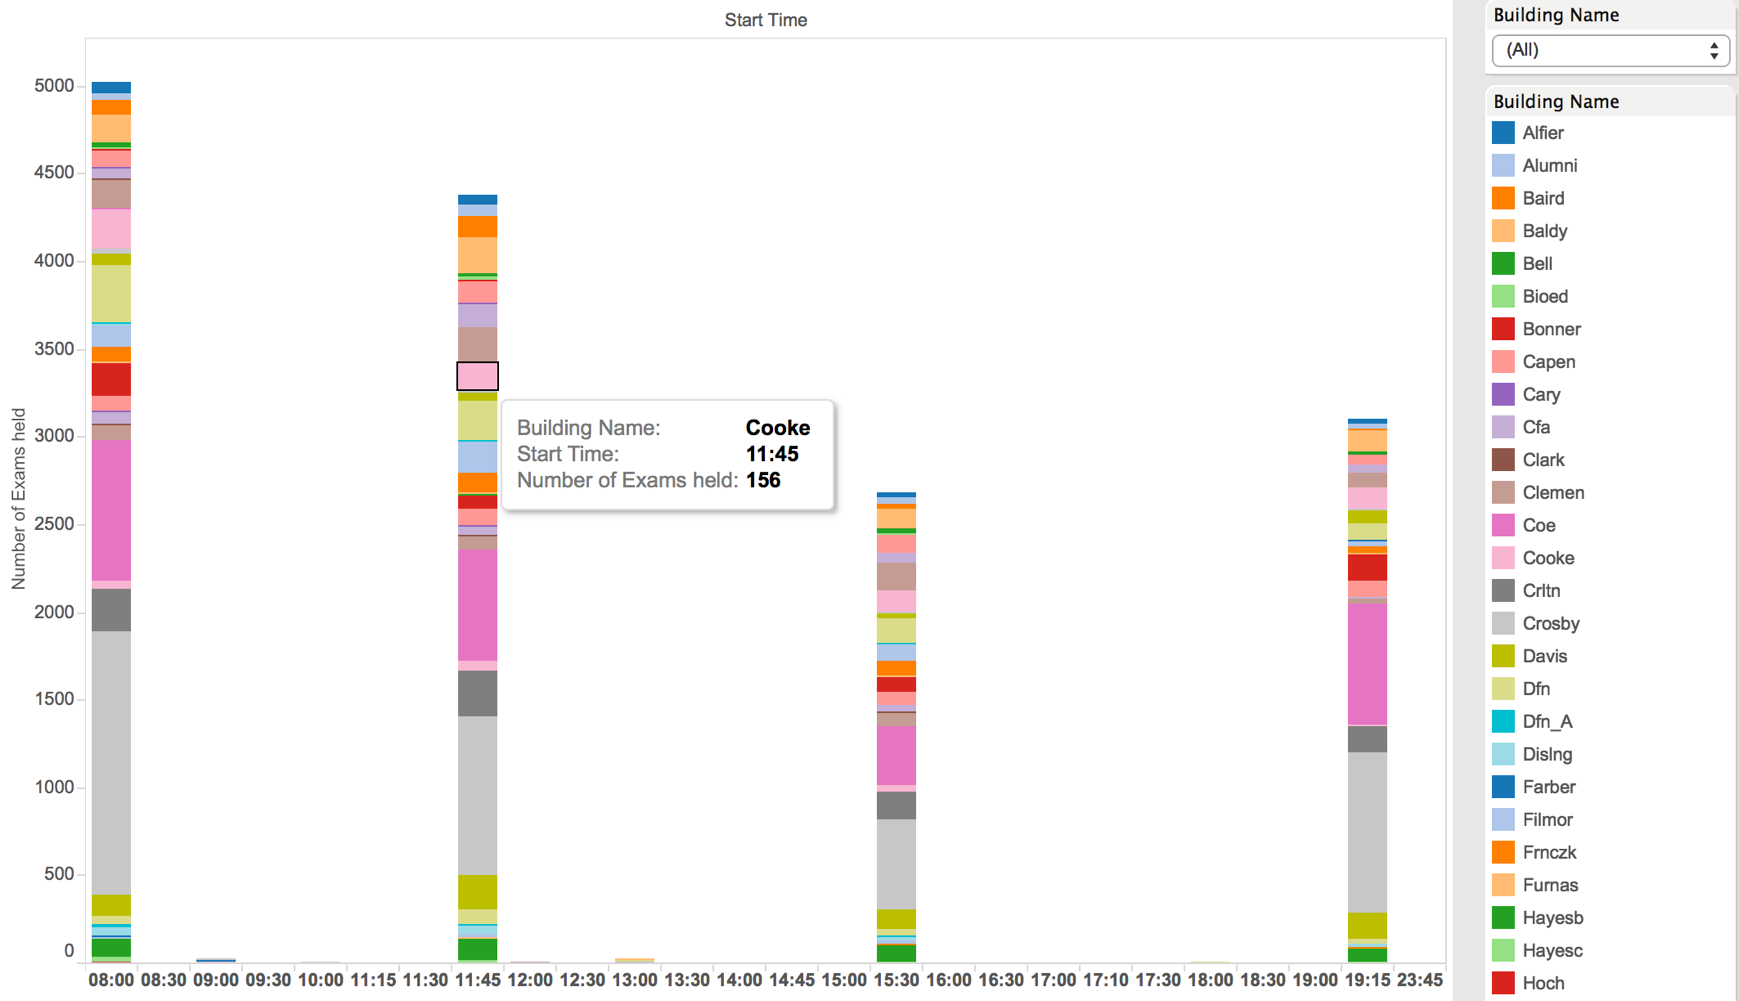 Start Time
Number of Exams held
5000
4500
4000
3500
3000
2500
2000
1500
1000
500
0
08:00 08:30 09:00 09:30 10:00 11:15 11:30 11:45 12:00 12:30 13:00 13:30 14:00 14:45 15:00 15:30 16:00 16:30 17:00 17:10 17:30 18:00 18:30 19:00 19:15 23:45
Building Name: Cooke
Start Time: 11:45
Number of Exams held: 156
Building Name
(All)
Building Name
Alfier
Alumni
Baird
Baldy
Bell
Bioed
Bonner
Capen
Cary
Cfa
Clark
Clemen
Coe
Cooke
Crltn
Crosby
Davis
Dfn
Dfn_A
Dislng
Farber
Filmor
Frnczk
Furnas
Hayesb
Hayesc
Hoch